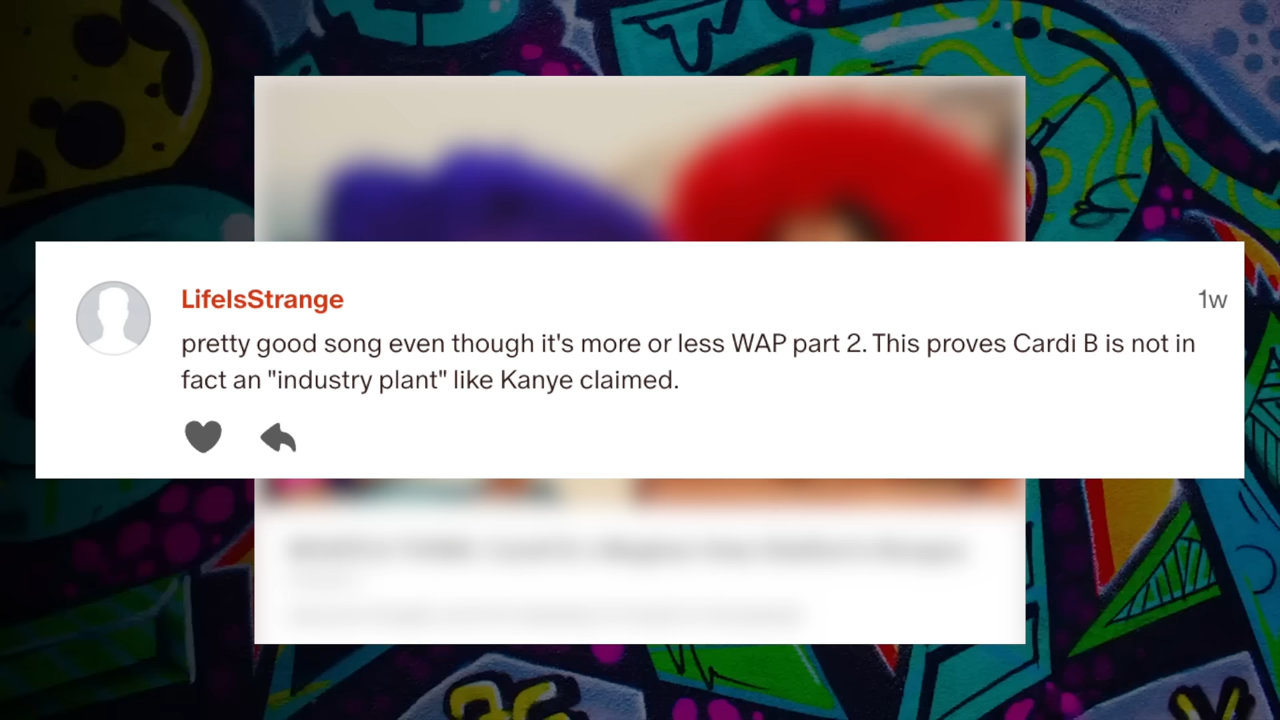 LifeIsStrange
1w
pretty good song even though it's more or less WAP part 2. This proves Cardi B is not in
fact an "industry plant" like Kanye claimed.